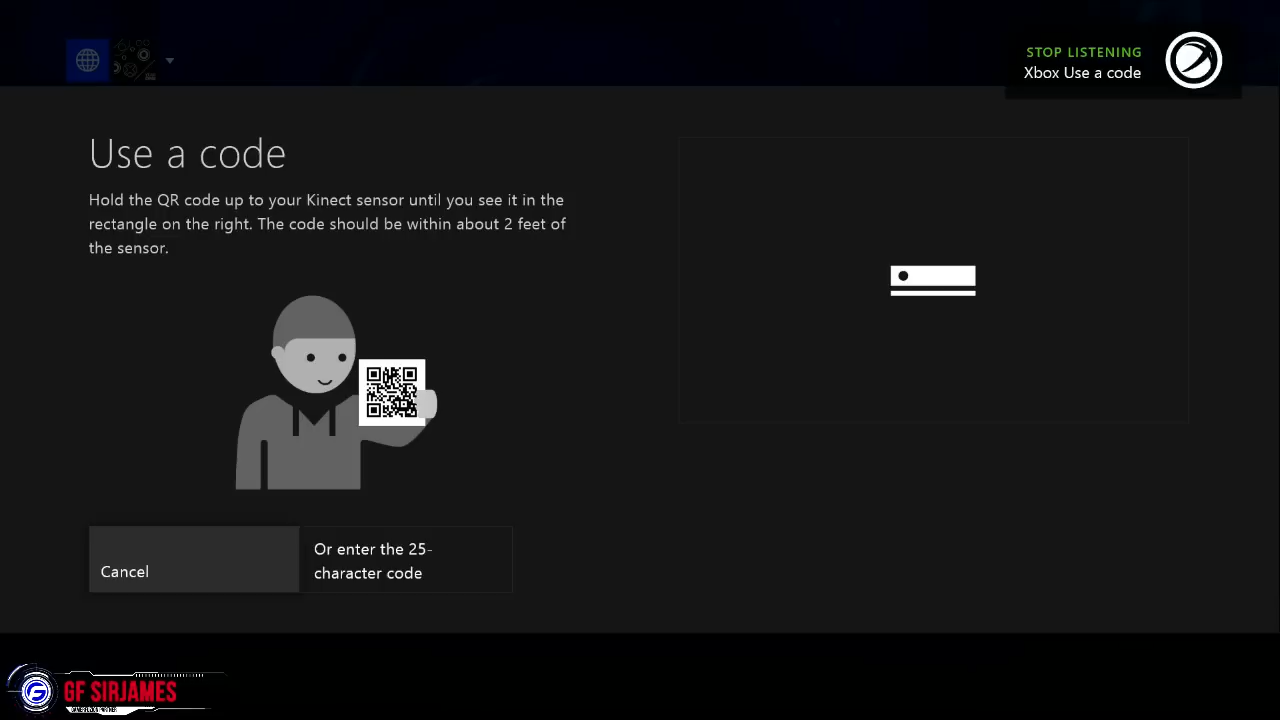 STOP LISTENING
Xbox Use a code
Use a code
Hold the QR code up to your Kinect sensor until you see it in the
rectangle on the right. The code should be within about 2 feet of
the sensor.
Or enter the 25-
character code
Cancel
GF SIRJAMES